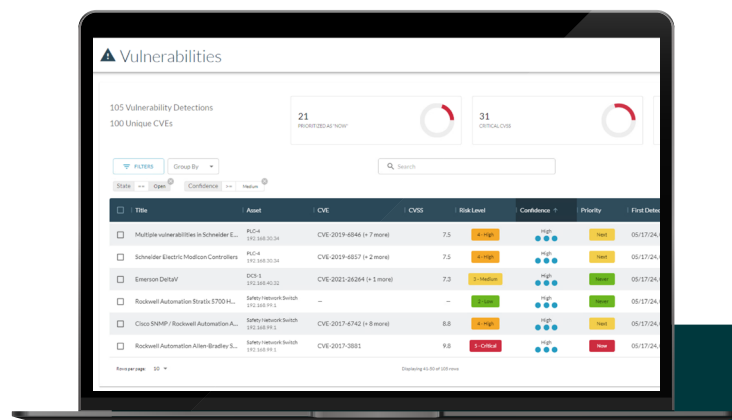 Vulnerabilities
105 Vulnerability Detections
100 Unique CVEs
21
PRIORITIZED AS "NOW"
31
CRITICAL CVSS
FILTERS
Group By
Search
State == Open
Confidence >= Medium
Title Asset CVE CVSS Risk Level Confidence ↑ Priority First Detec
Multiple vulnerabilities in Schneider E... PLC-4 CVE-2019-6846 (+ 7 more) 7.5 4 - High High Next 05/17/24,
192.168.30.34
Schneider Electric Modicon Controllers PLC-4 CVE-2019-6857 (+ 2 more) 7.5 4 - High High Next 05/17/24,
192.168.30.34
Emerson DeltaV DCS-1 CVE-2021-26264 (+ 1 more) 7.3 3 - Medium High Never 05/17/24,
192.168.40.32
Rockwell Automation Stratix 5700 H... Safety Network Switch – – 2 - Low High Never 05/17/24,
192.168.99.1
Cisco SNMP / Rockwell Automation A... Safety Network Switch CVE-2017-6742 (+ 8 more) 8.8 4 - High High Next 05/17/24,
192.168.99.1
Rockwell Automation Allen-Bradley S... Safety Network Switch CVE-2017-3881 9.8 5 - Critical High Now 05/17/24,
192.168.99.1
Rows per page: 10